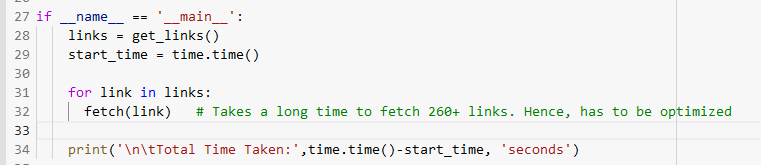 27 if __name__ == '__main__':
28     links = get_links()
29     start_time = time.time()
30
31     for link in links:
32       fetch(link)   # Takes a long time to fetch 260+ links. Hence, has to be optimized
33
34     print('\n\tTotal Time Taken:',time.time()-start_time, 'seconds')